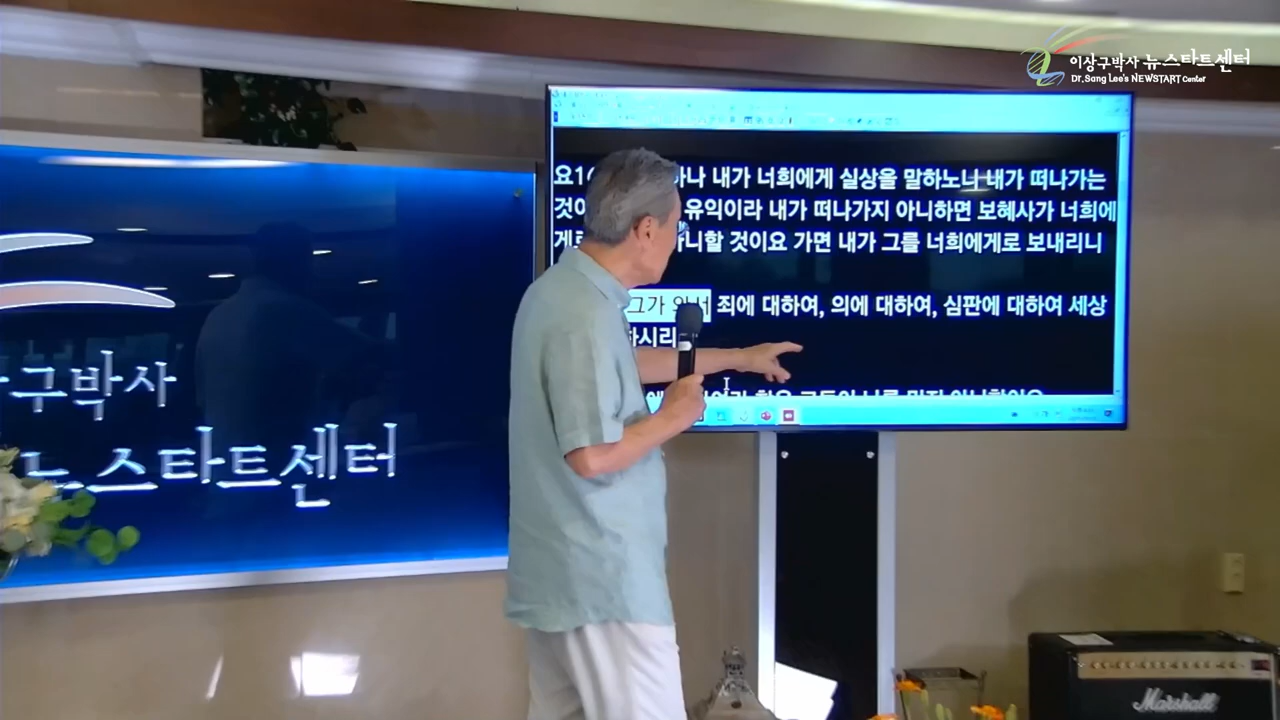 이상구박사 뉴스타트센터
Dr. Sang Lee's NEWSTART Center
요1 나 내가 너희에게 실상을 말하노니 내가 떠나가는
것이 유익이라 내가 떠나가지 아니하면 보혜사가 너희에
게로 아니할 것이요 가면 내가 그를 너희에게로 보내리니
그가 와서 죄에 대하여, 의에 대하여, 심판에 대하여 세상
하시리
구박사
뉴스타트센터
Marshall